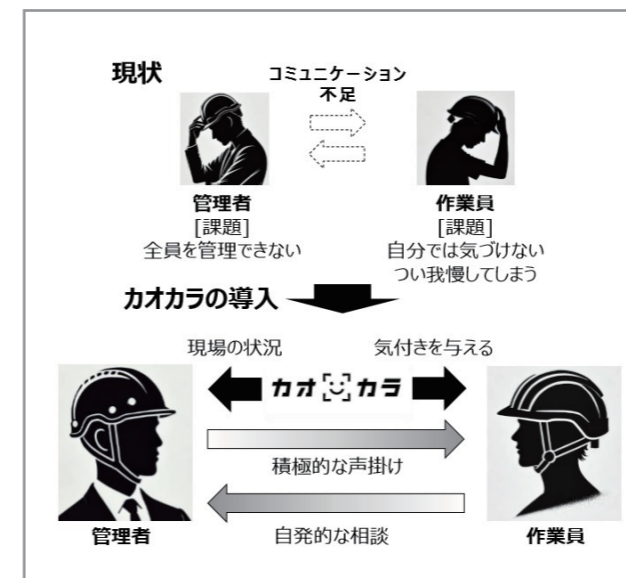 現状
コミュニケーション
不足
管理者
[課題]
全員を管理できない
作業員
[課題]
自分では気づけない
つい我慢してしまう
カオカラの導入
現場の状況
気付きを与える
カオカラ
積極的な声掛け
自発的な相談
管理者
作業員